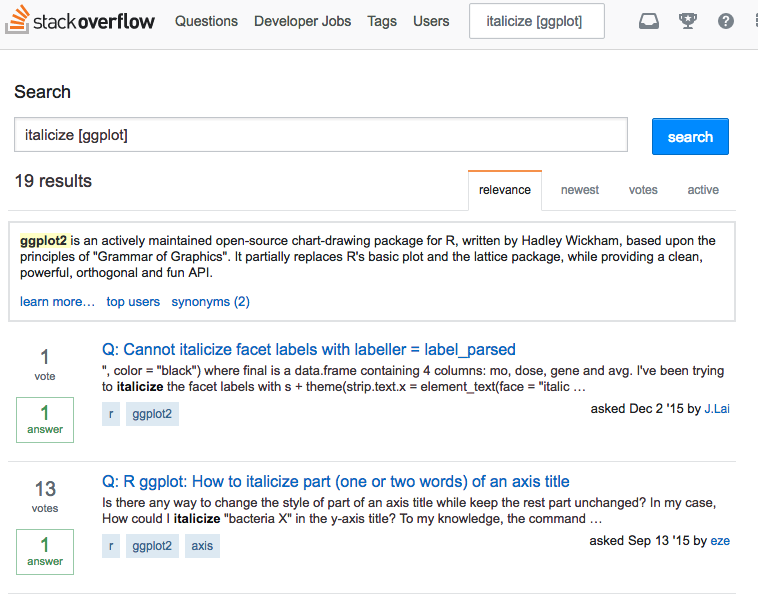 stackoverflow Questions Developer Jobs Tags Users italicize [ggplot] ?
Search
italicize [ggplot] search
19 results relevance newest votes active
ggplot2 is an actively maintained open-source chart-drawing package for R, written by Hadley Wickham, based upon the
principles of "Grammar of Graphics". It partially replaces R's basic plot and the lattice package, while providing a clean,
powerful, orthogonal and fun API.
learn more… top users synonyms (2)
1
vote
1
answer
Q: Cannot italicize facet labels with labeller = label_parsed
", color = "black") where final is a data.frame containing 4 columns: mo, dose, gene and avg. I've been trying
to italicize the facet labels with s + theme(strip.text.x = element_text(face = "italic …
r ggplot2
asked Dec 2 '15 by J.Lai
13
votes
1
answer
Q: R ggplot: How to italicize part (one or two words) of an axis title
Is there any way to change the style of part of an axis title while keep the rest part unchanged? In my case,
How could I italicize "bacteria X" in the y-axis title? To my knowledge, the command …
r ggplot2 axis
asked Sep 13 '15 by eze